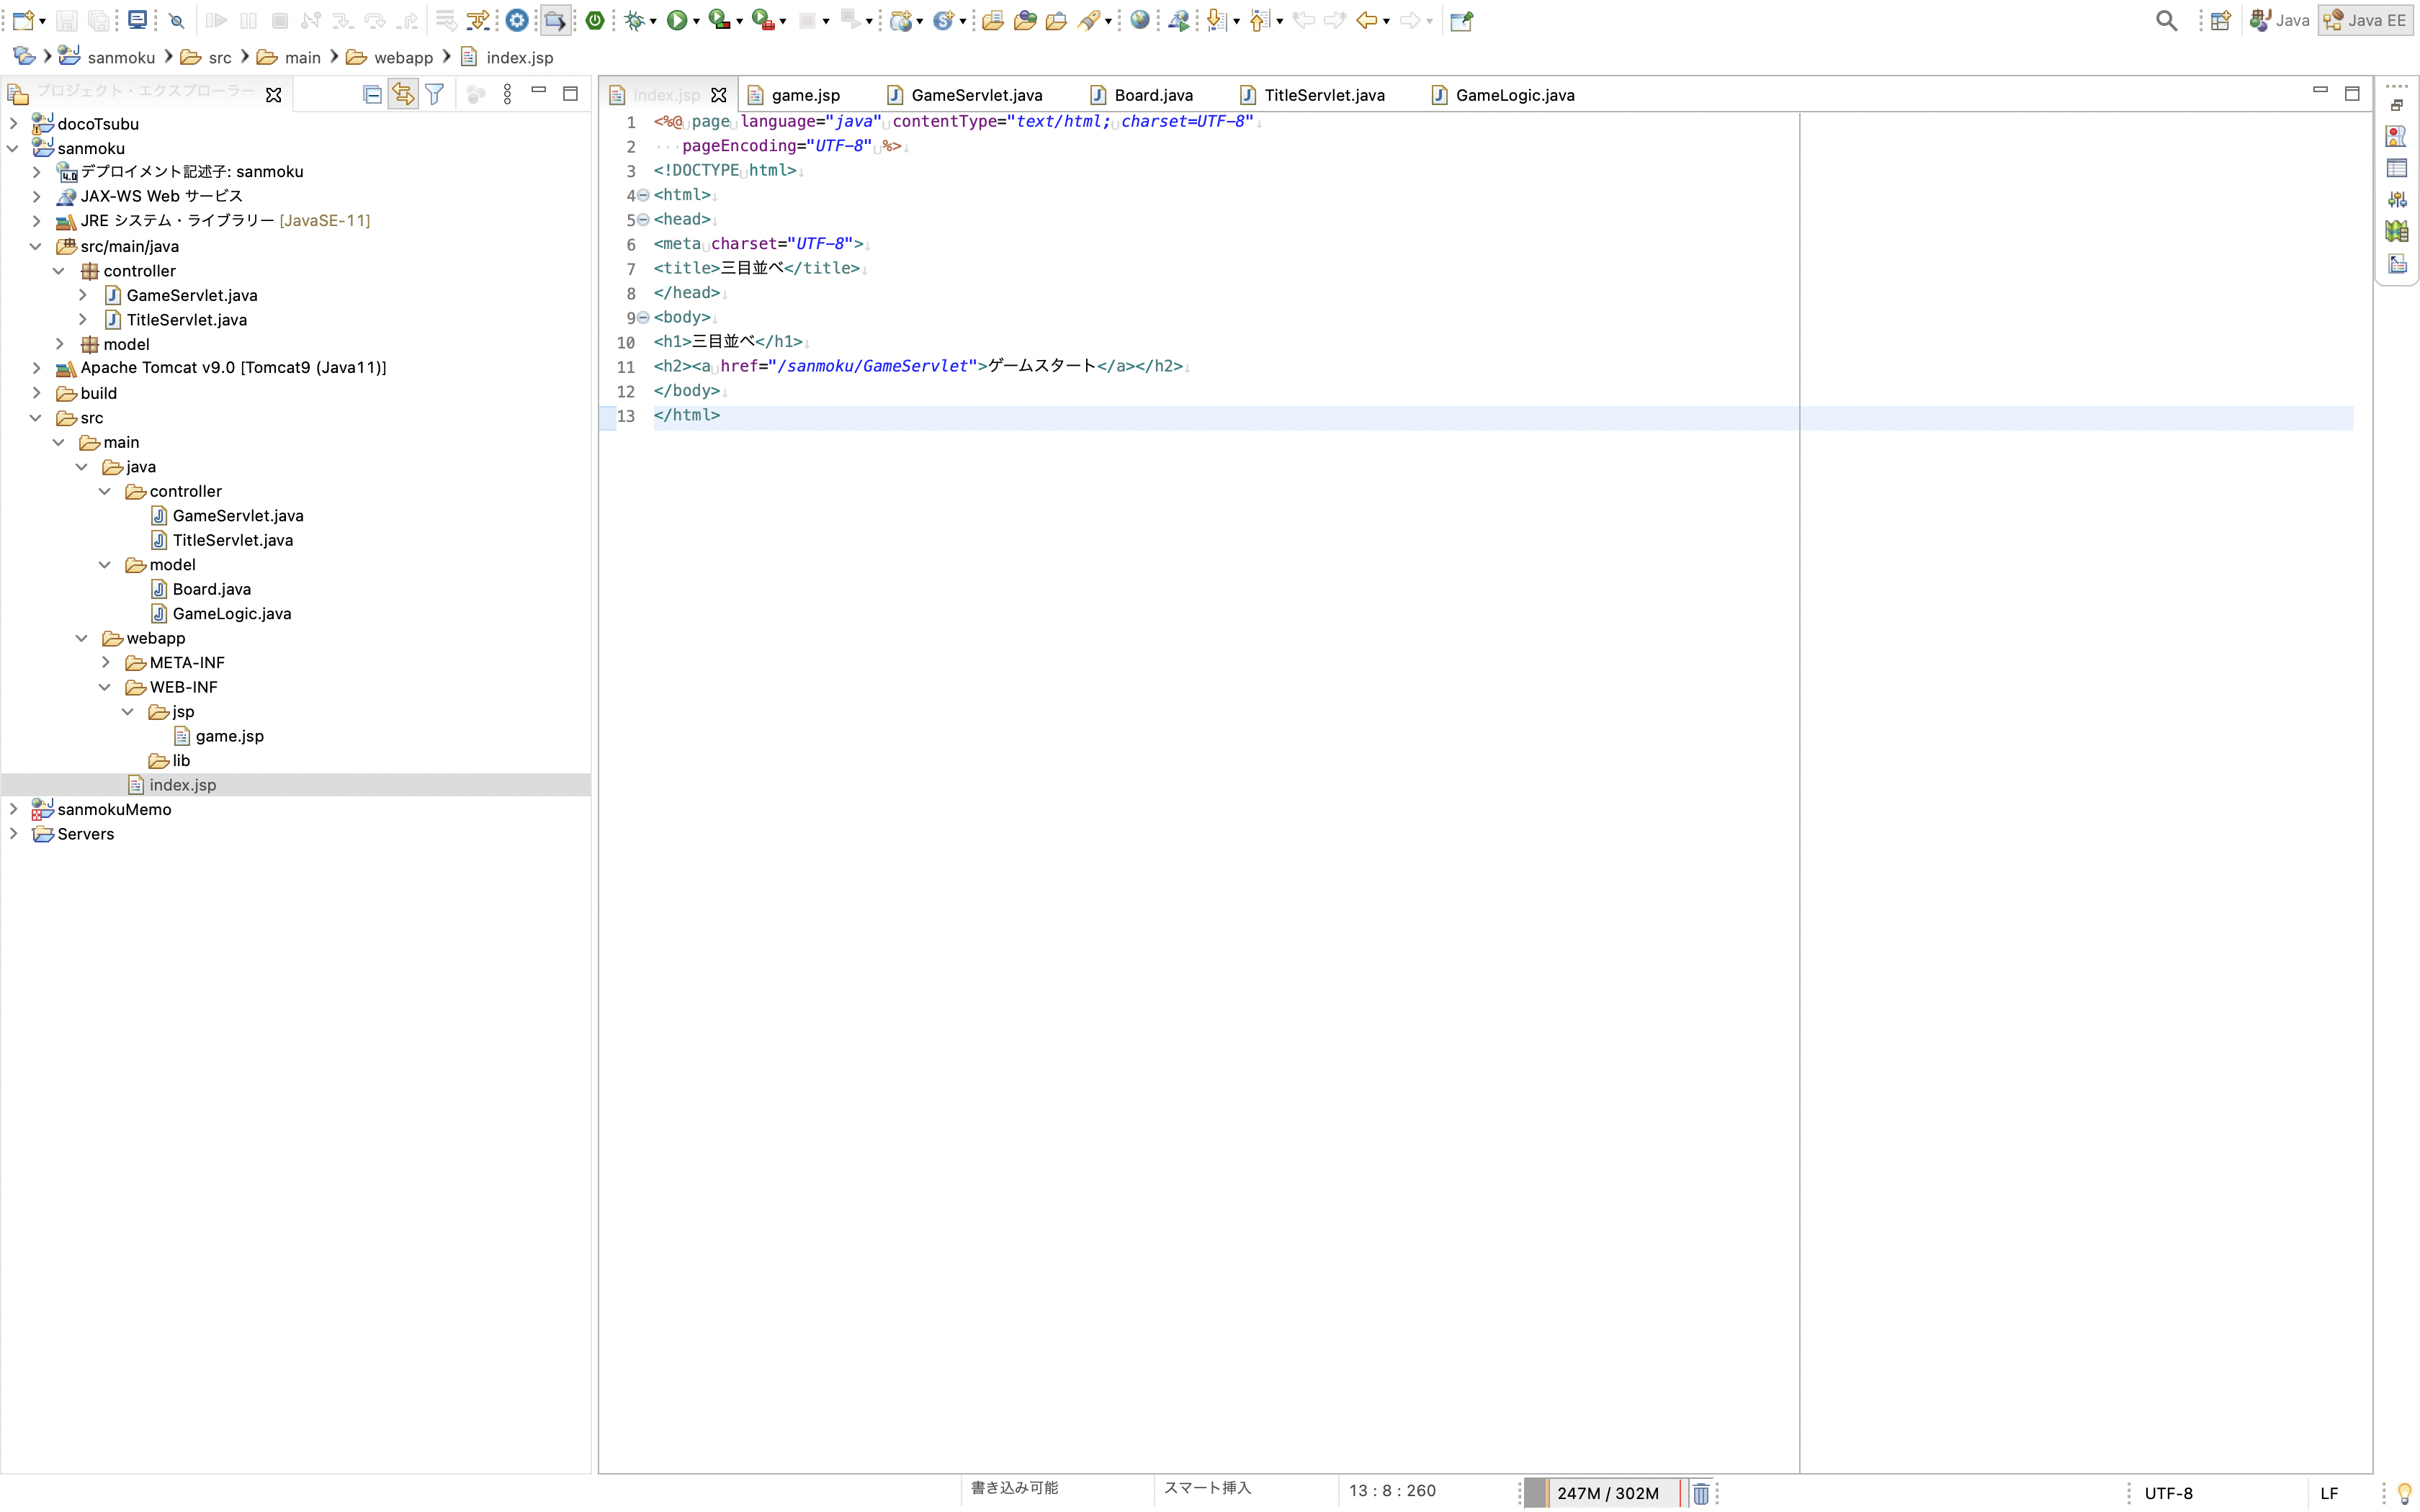 Java
Java EE
sanmoku
src
main
webapp
index.jsp
プロジェクト・エクスプローラー
docoTsubu
sanmoku
デプロイメント記述子: sanmoku
JAX-WS Web サービス
JRE システム・ライブラリー [JavaSE-11]
src/main/java
controller
GameServlet.java
TitleServlet.java
model
Apache Tomcat v9.0 [Tomcat9 (Java11)]
build
src
main
java
controller
GameServlet.java
TitleServlet.java
model
Board.java
GameLogic.java
webapp
META-INF
WEB-INF
jsp
game.jsp
lib
index.jsp
sanmokuMemo
Servers
index.jsp
game.jsp
GameServlet.java
Board.java
TitleServlet.java
GameLogic.java
1 <%@ page language="java" contentType="text/html; charset=UTF-8"
2 pageEncoding="UTF-8" %>
3 <!DOCTYPE html>
4 <html>
5 <head>
6 <meta charset="UTF-8">
7 <title>三目並べ</title>
8 </head>
9 <body>
10 <h1>三目並べ</h1>
11 <h2><a href="/sanmoku/GameServlet">ゲームスタート</a></h2>
12 </body>
13 </html>
書き込み可能
スマート挿入
13 : 8 : 260
247M / 302M
UTF-8
LF